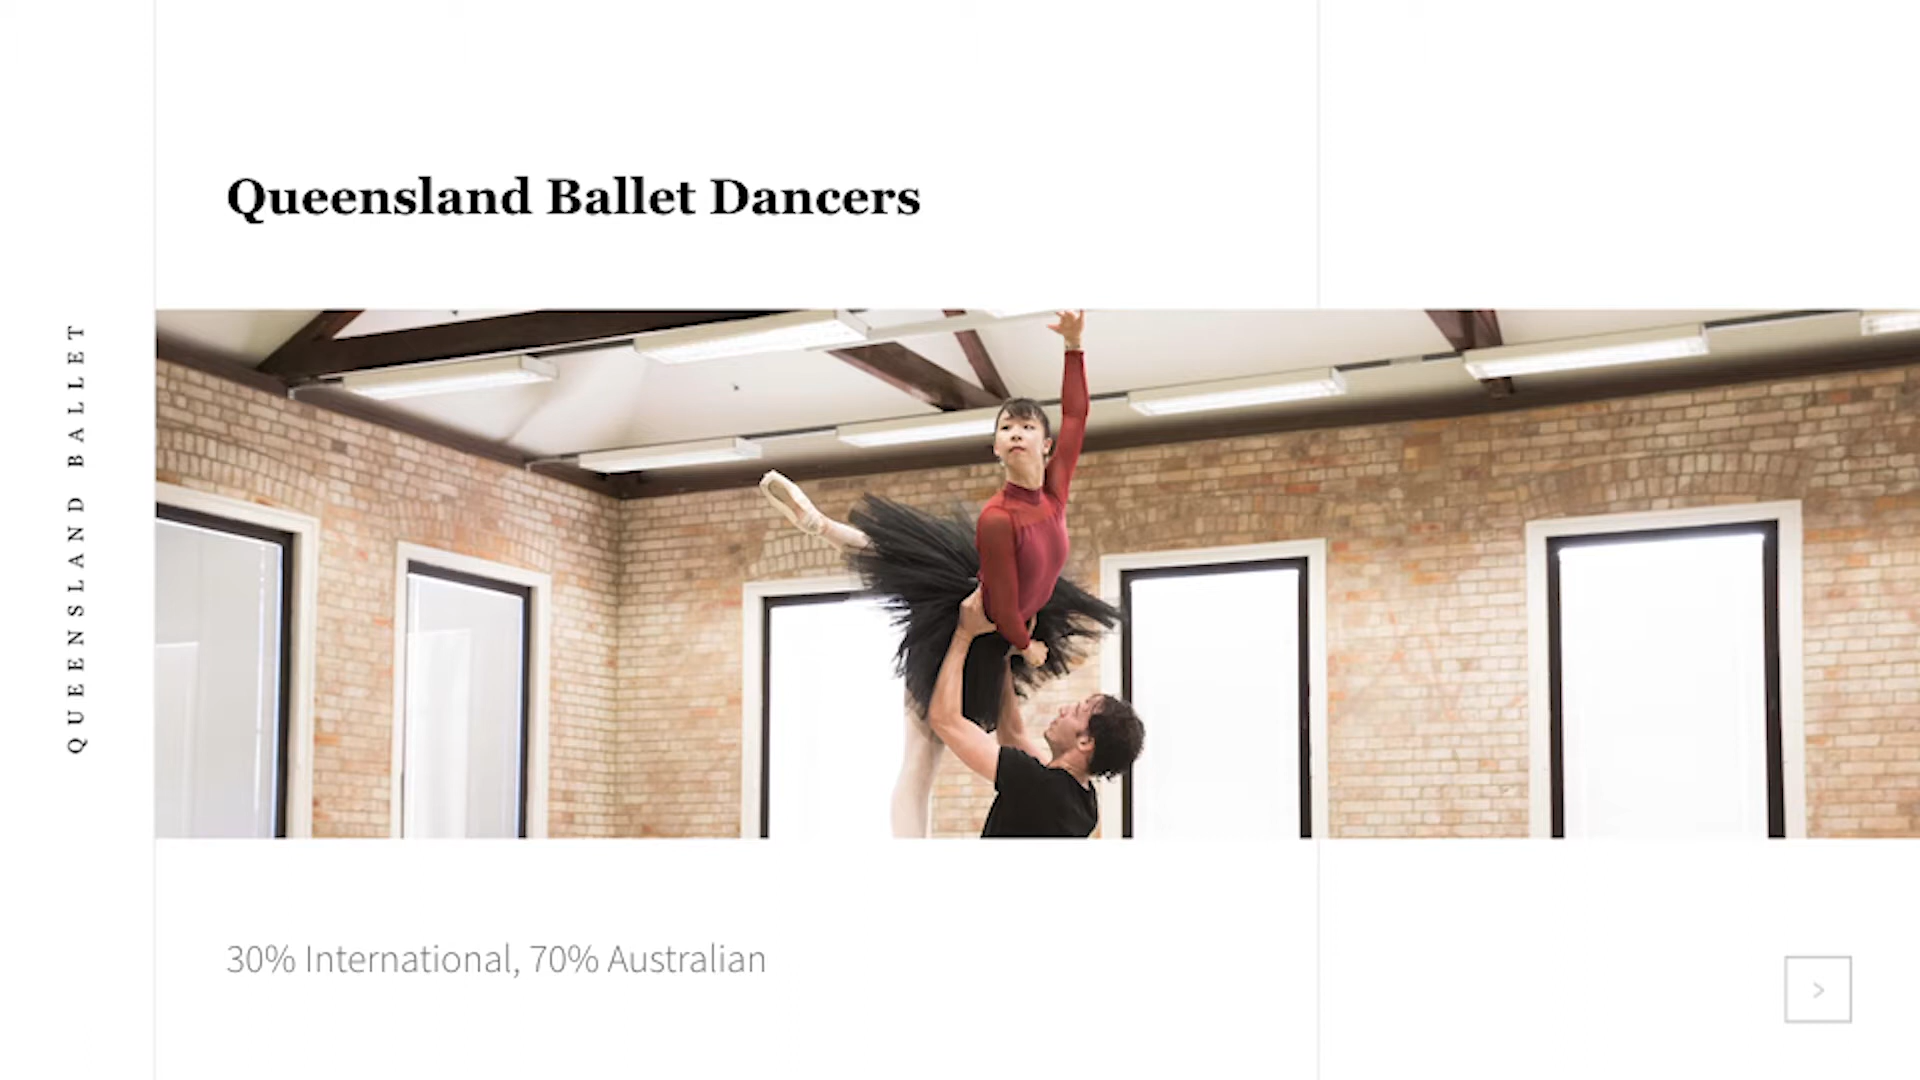 Queensland Ballet Dancers
QUEENSLAND BALLET
30% International, 70% Australian